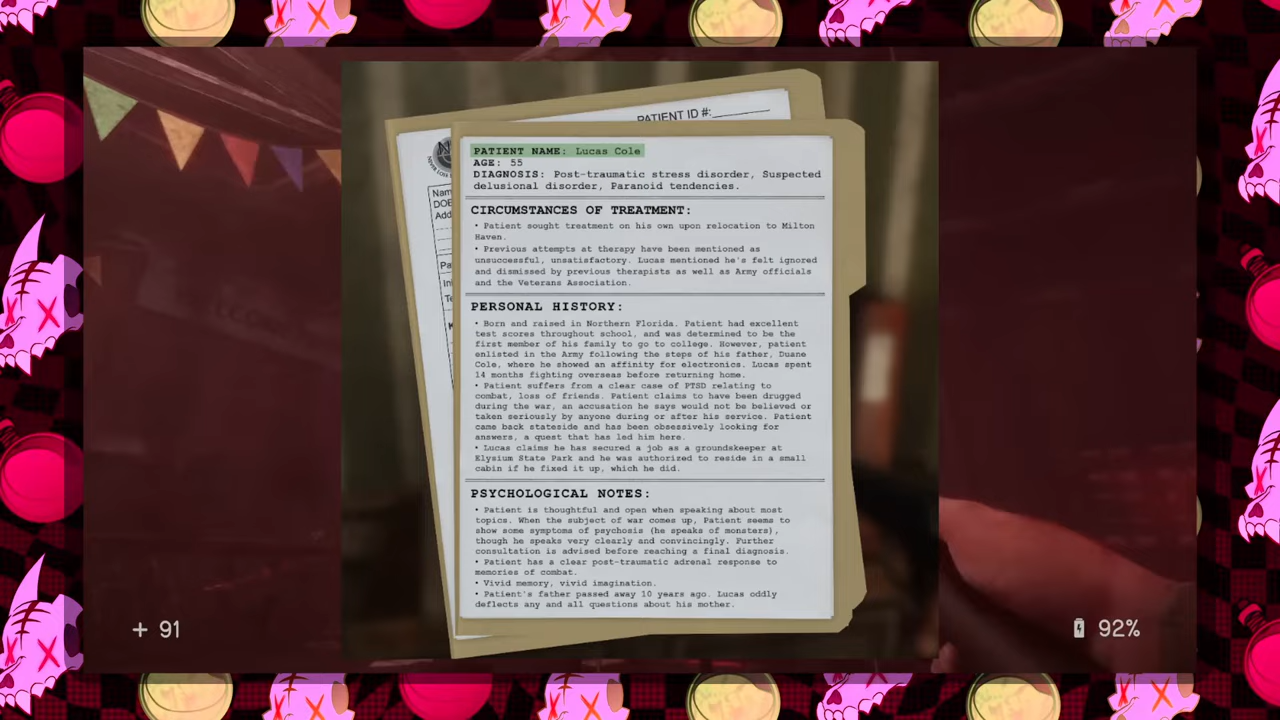 PATIENT ID #:
PATIENT NAME: Lucas Cole
AGE: 55
DIAGNOSIS: Post-traumatic stress disorder, Suspected
delusional disorder, Paranoid tendencies.
CIRCUMSTANCES OF TREATMENT:
• Patient sought treatment on his own upon relocation to Milton
Haven.
• Previous attempts at therapy have been mentioned as
unsuccessful, unsatisfactory. Lucas mentioned he's felt ignored
and dismissed by previous therapists as well as Army officials
and the Veterans Association.
PERSONAL HISTORY:
• Born and raised in Northern Florida. Patient had excellent
test scores throughout school, and was determined to be the
first member of his family to go to college. However, patient
enlisted in the Army following the steps of his father, Duane
Cole, where he showed an affinity for electronics. Lucas spent
14 months fighting overseas before returning home.
• Patient suffers from a clear case of PTSD relating to
combat, loss of friends. Patient claims to have been drugged
during the war, an accusation he says would not be believed or
taken seriously by anyone during or after his service. Patient
came back stateside and has been obsessively looking for
answers, a quest that has led him here.
• Lucas claims he has secured a job as a groundskeeper at
Elysium State Park and he was authorized to reside in a small
cabin if he fixed it up, which he did.
PSYCHOLOGICAL NOTES:
• Patient is thoughtful and open when speaking about most
topics. When the subject of war comes up, Patient seems to
show some symptoms of psychosis (he speaks of monsters),
though he speaks very clearly and convincingly. Further
consultation is advised before reaching a final diagnosis.
• Patient has a clear post-traumatic adrenal response to
memories of combat.
• Vivid memory, vivid imagination.
• Patient's father passed away 10 years ago. Lucas oddly
deflects any and all questions about his mother.
Name
DOB
Add
+ 91
92%